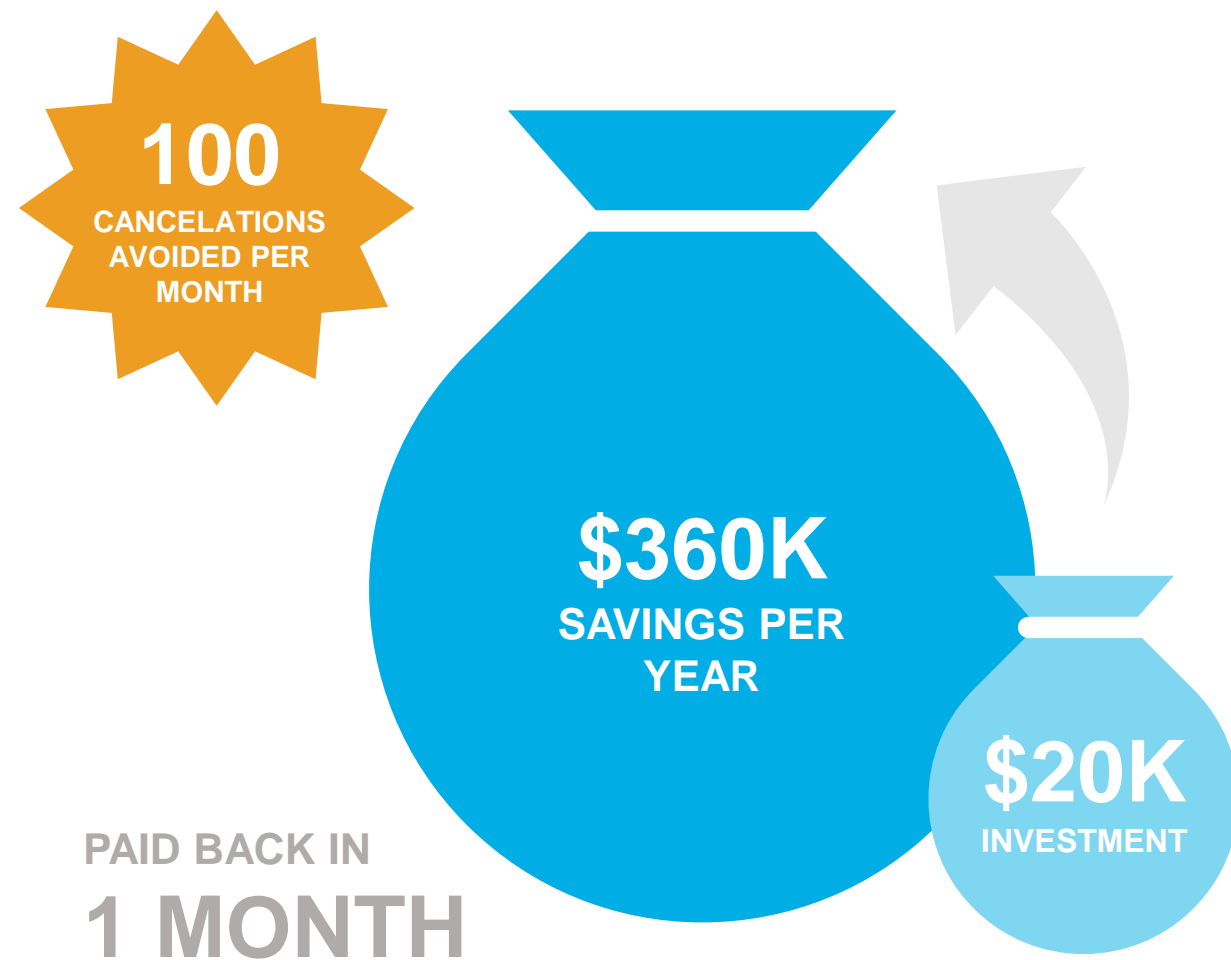 100
CANCELATIONS
AVOIDED PER
MONTH
$360K
SAVINGS PER
YEAR
$20K
INVESTMENT
PAID BACK IN
1 MONTH